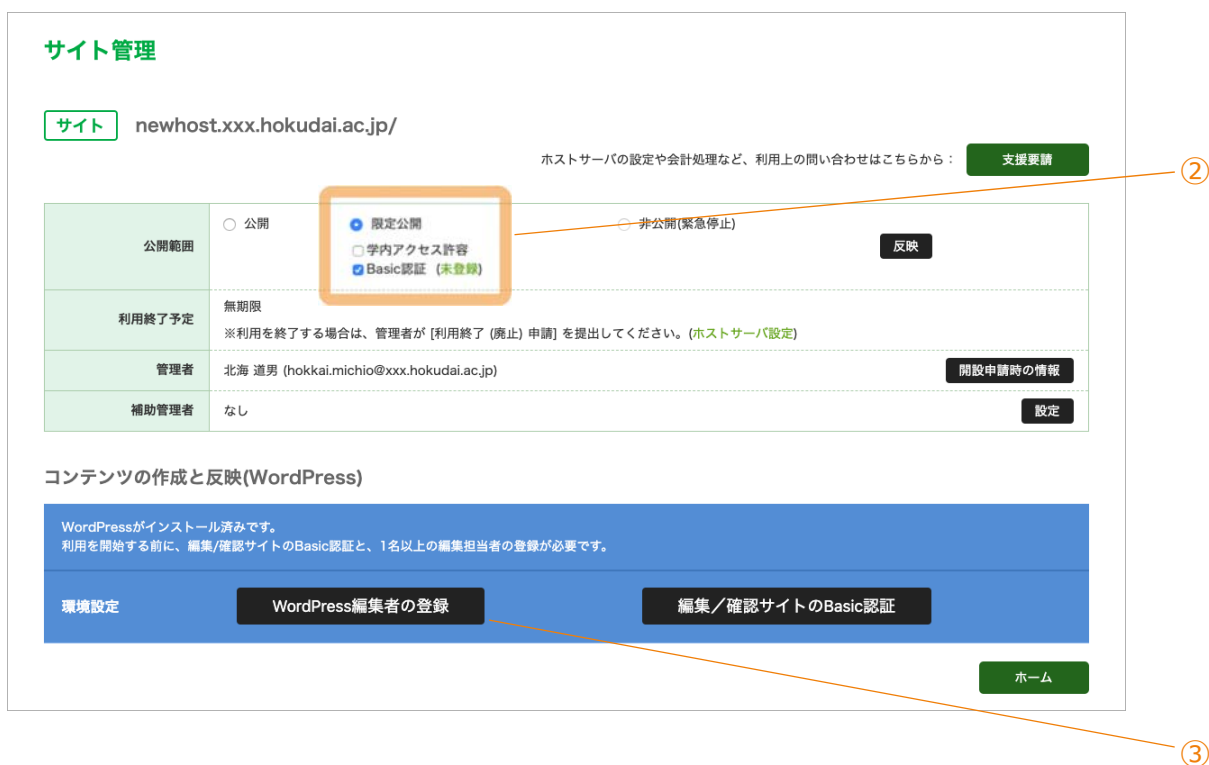 サイト管理
サイト newhost.xxx.hokudai.ac.jp/
ホストサーバの設定や会計処理など、利用上の問い合わせはこちらから： 支援要請
②
公開範囲
公開 限定公開 非公開(緊急停止)
学内アクセス許容
反映
Basic認証 (未登録)
利用終了予定
無期限
※利用を終了する場合は、管理者が [利用終了 (廃止) 申請] を提出してください。(ホストサーバ設定)
管理者 北海 道男 (hokkai.michio@xxx.hokudai.ac.jp) 開設申請時の情報
補助管理者 なし 設定
コンテンツの作成と反映(WordPress)
WordPressがインストール済みです。
利用を開始する前に、編集/確認サイトのBasic認証と、1名以上の編集担当者の登録が必要です。
環境設定 WordPress編集者の登録 編集／確認サイトのBasic認証
ホーム
③